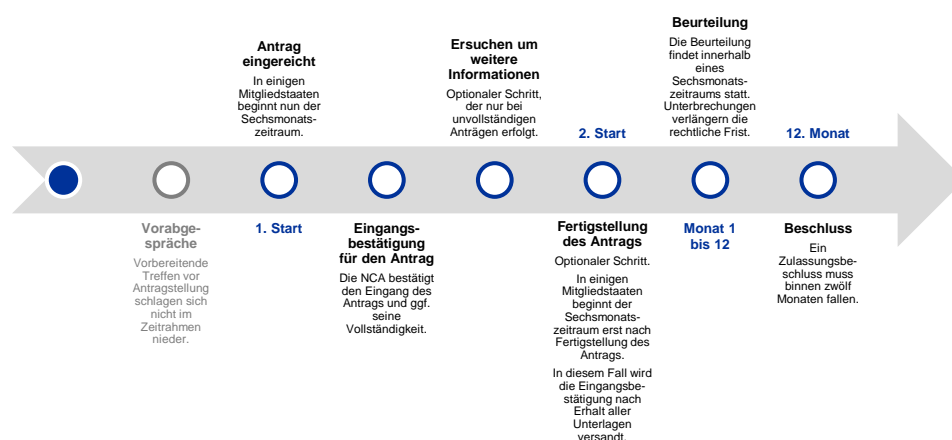 Antrag
eingereicht
In einigen
Mitgliedstaaten
beginnt nun der
Sechsmonats-
zeitraum.
Ersuchen um
weitere
Informationen
Optionaler Schritt,
der nur bei
unvollständigen
Anträgen erfolgt.
2. Start
Beurteilung
Die Beurteilung
findet innerhalb
eines
Sechsmonats-
zeitraums statt.
Unterbrechungen
verlängern die
rechtliche Frist.
12. Monat
Vorabge-
spräche
Vorbereitende
Treffen vor
Antragstellung
schlagen sich
nicht im
Zeitrahmen
nieder.
1. Start
Eingangs-
bestätigung
für den Antrag
Die NCA bestätigt
den Eingang des
Antrags und ggf.
seine
Vollständigkeit.
Fertigstellung
des Antrags
Optionaler Schritt.
In einigen
Mitgliedstaaten
beginnt der
Sechsmonats-
zeitraum erst nach
Fertigstellung des
Antrags.
In diesem Fall wird
die Eingangsbe-
stätigung nach
Erhalt aller
Unterlagen
versandt.
Monat 1
bis 12
Beschluss
Ein
Zulassungsbe-
schluss muss
binnen zwölf
Monaten fallen.